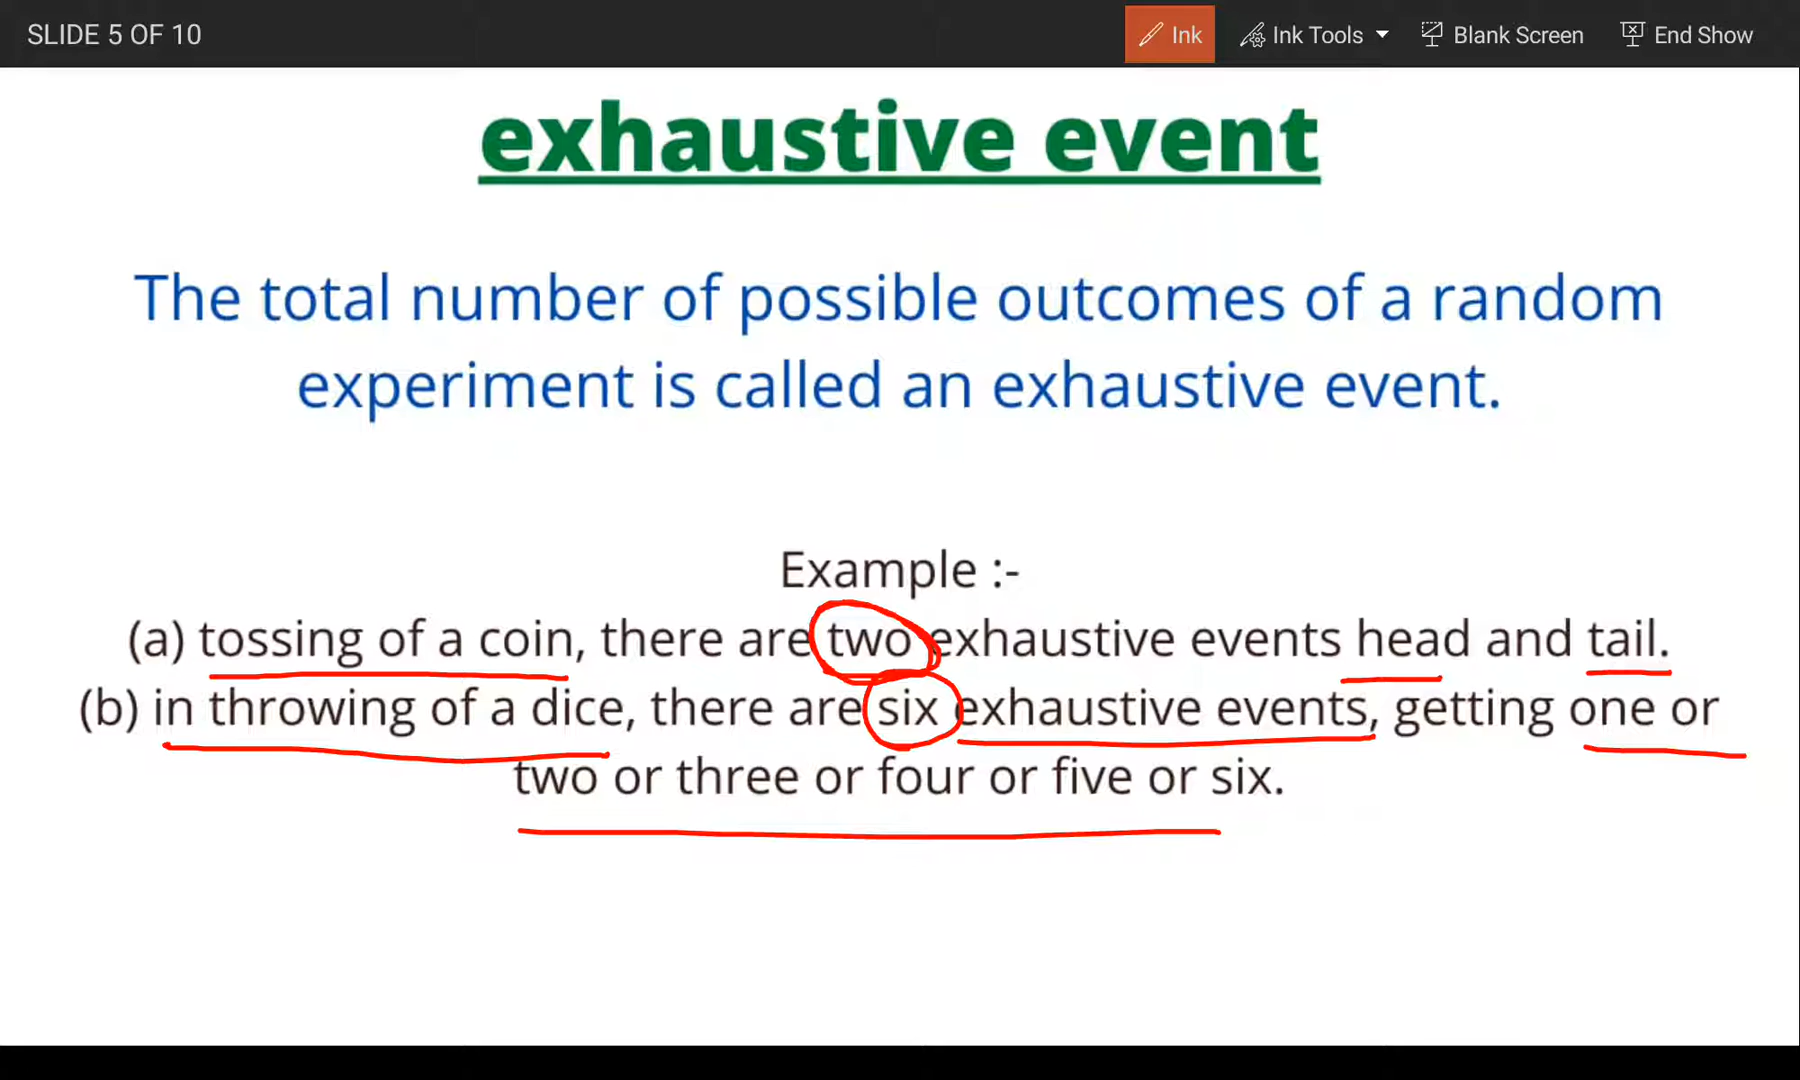 SLIDE 5 OF 10 Ink Ink Tools Blank Screen End Show
exhaustive event
The total number of possible outcomes of a random
experiment is called an exhaustive event.
Example :-
(a) tossing of a coin, there are two exhaustive events head and tail.
(b) in throwing of a dice, there are six exhaustive events, getting one or
two or three or four or five or six.